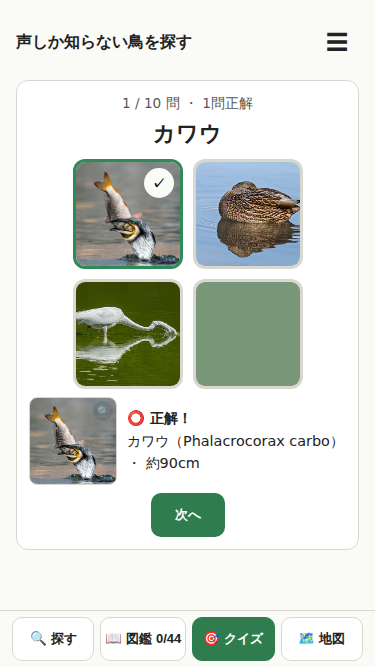 声しか知らない鳥を探す
☰
1 / 10 問 ・ 1問正解
カワウ
✓
⭕ 正解！
カワウ（Phalacrocorax carbo）
・ 約90cm
次へ
🔍 探す
📖 図鑑 0/44
🎯 クイズ
🗺️ 地図